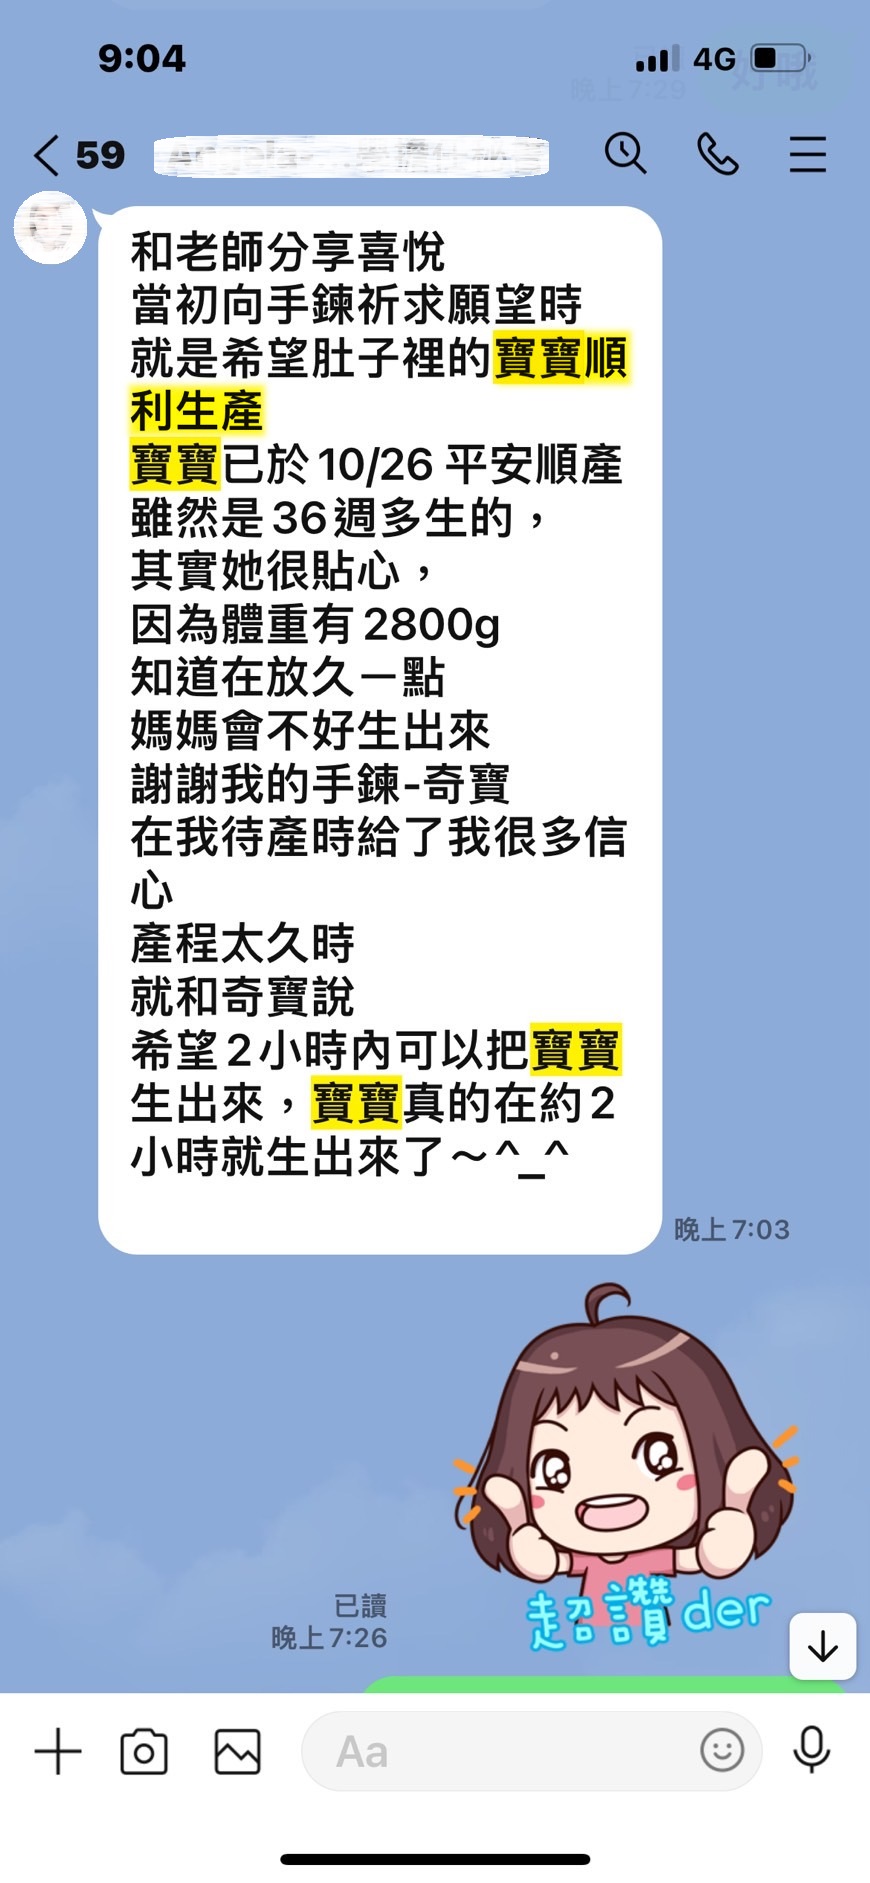 9:04
4G
59
和老師分享喜悅
當初向手鍊祈求願望時
就是希望肚子裡的寶寶順
利生產
寶寶已於10/26 平安順產
雖然是36週多生的，
其實她很貼心，
因為體重有2800g
知道在放久一點
媽媽會不好生出來
謝謝我的手鍊-奇寶
在我待產時給了我很多信
心
產程太久時
就和奇寶說
希望2小時內可以把寶寶
生出來，寶寶真的在約2
小時就生出來了～^_^
晚上7:03
超讚der
已讀
晚上7:26
Aa